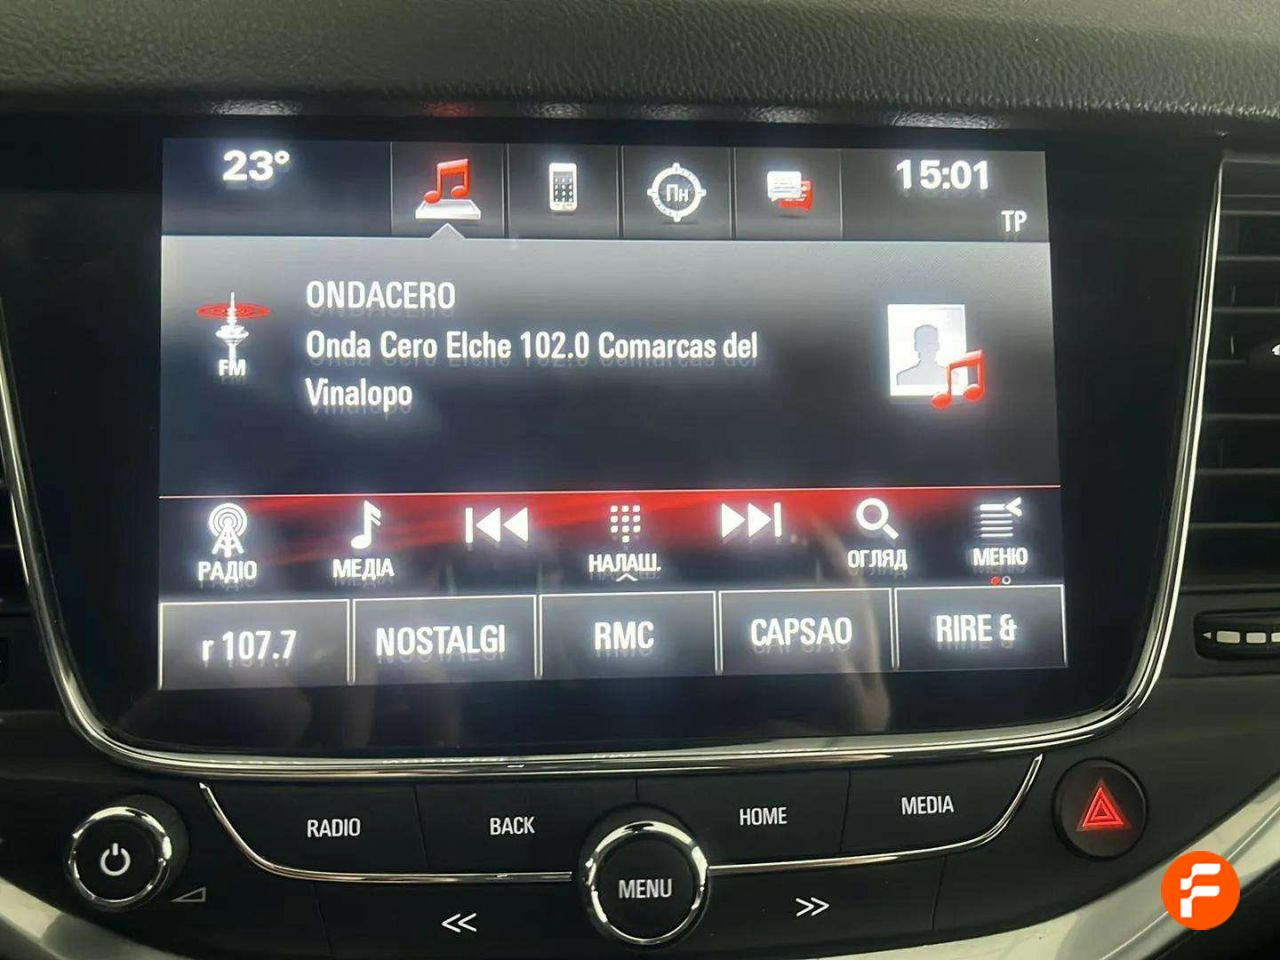 23°
Пн
15:01
TP
ONDACERO
Onda Cero Elche 102.0 Comarcas del
Vinalopo
FM
РАДІО
МЕДІА
НАЛАШ.
ОГЛЯД
МЕНЮ
r 107.7
NOSTALGI
RMC
CAPSAO
RIRE &
RADIO
BACK
HOME
MEDIA
MENU